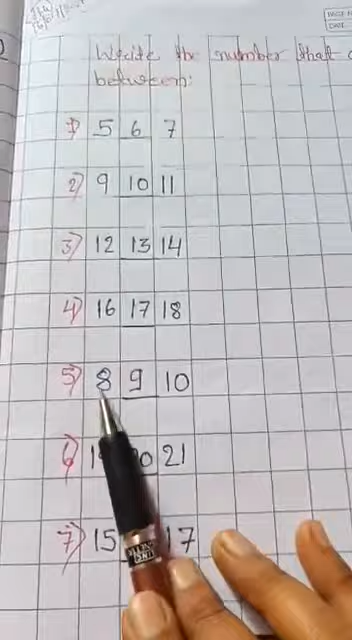 Write the number that
between:
1) 5 6 7
2) 9 10 11
3) 12 13 14
4) 16 17 18
5) 8 9 10
6) 21
7) 15 17